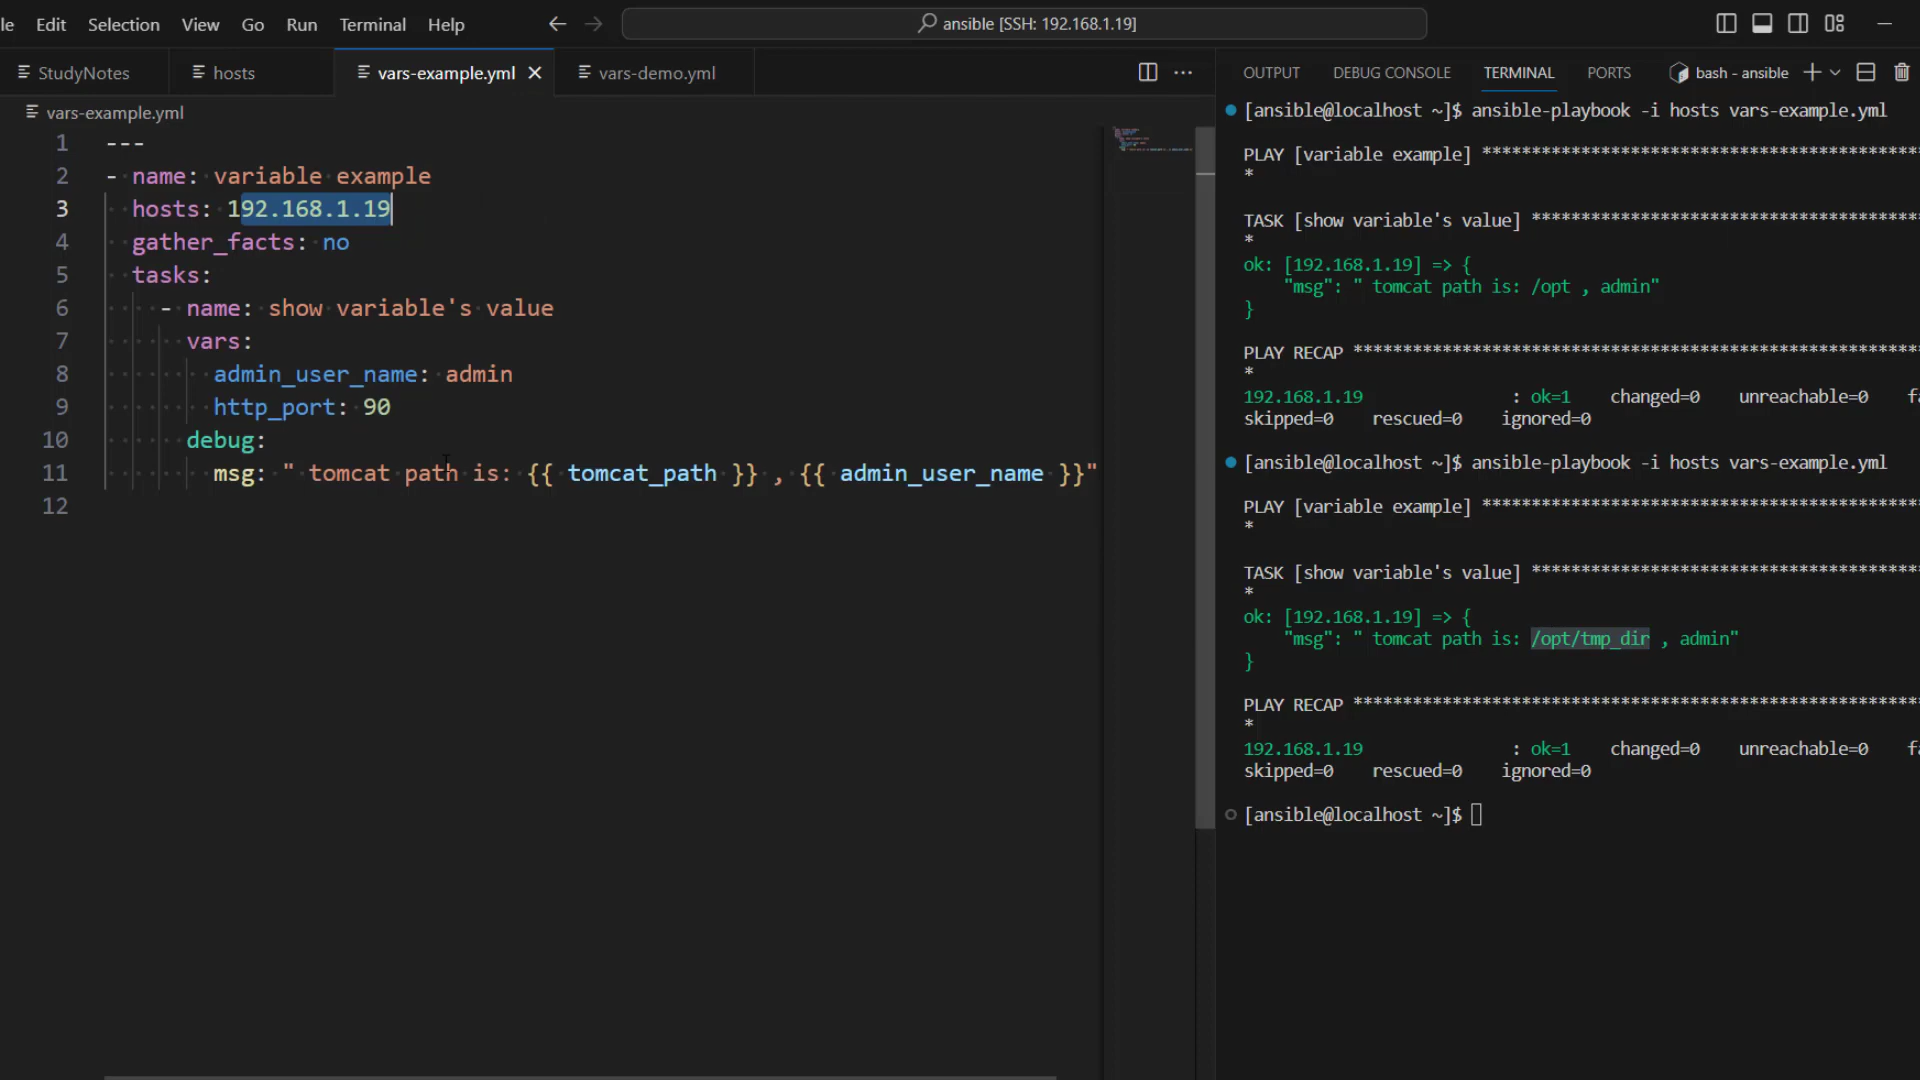 le Edit Selection View Go Run Terminal Help
ansible [SSH: 192.168.1.19]
StudyNotes
hosts
vars-example.yml
vars-demo.yml
vars-example.yml
1 ---
2 - name: variable example
3 hosts: 192.168.1.19
4 gather_facts: no
5 tasks:
6 - name: show variable's value
7 vars:
8 admin_user_name: admin
9 http_port: 90
10 debug:
11 msg: " tomcat path is: {{ tomcat_path }} , {{ admin_user_name }}"
12
OUTPUT DEBUG CONSOLE TERMINAL PORTS bash - ansible
[ansible@localhost ~]$ ansible-playbook -i hosts vars-example.yml
PLAY [variable example] ********************************************
*
TASK [show variable's value] ***************************************
*
ok: [192.168.1.19] => {
"msg": " tomcat path is: /opt , admin"
}
PLAY RECAP *********************************************************
*
192.168.1.19 : ok=1 changed=0 unreachable=0 fa
skipped=0 rescued=0 ignored=0
[ansible@localhost ~]$ ansible-playbook -i hosts vars-example.yml
PLAY [variable example] ********************************************
*
TASK [show variable's value] ***************************************
*
ok: [192.168.1.19] => {
"msg": " tomcat path is: /opt/tmp_dir , admin"
}
PLAY RECAP *********************************************************
*
192.168.1.19 : ok=1 changed=0 unreachable=0 fa
skipped=0 rescued=0 ignored=0
[ansible@localhost ~]$